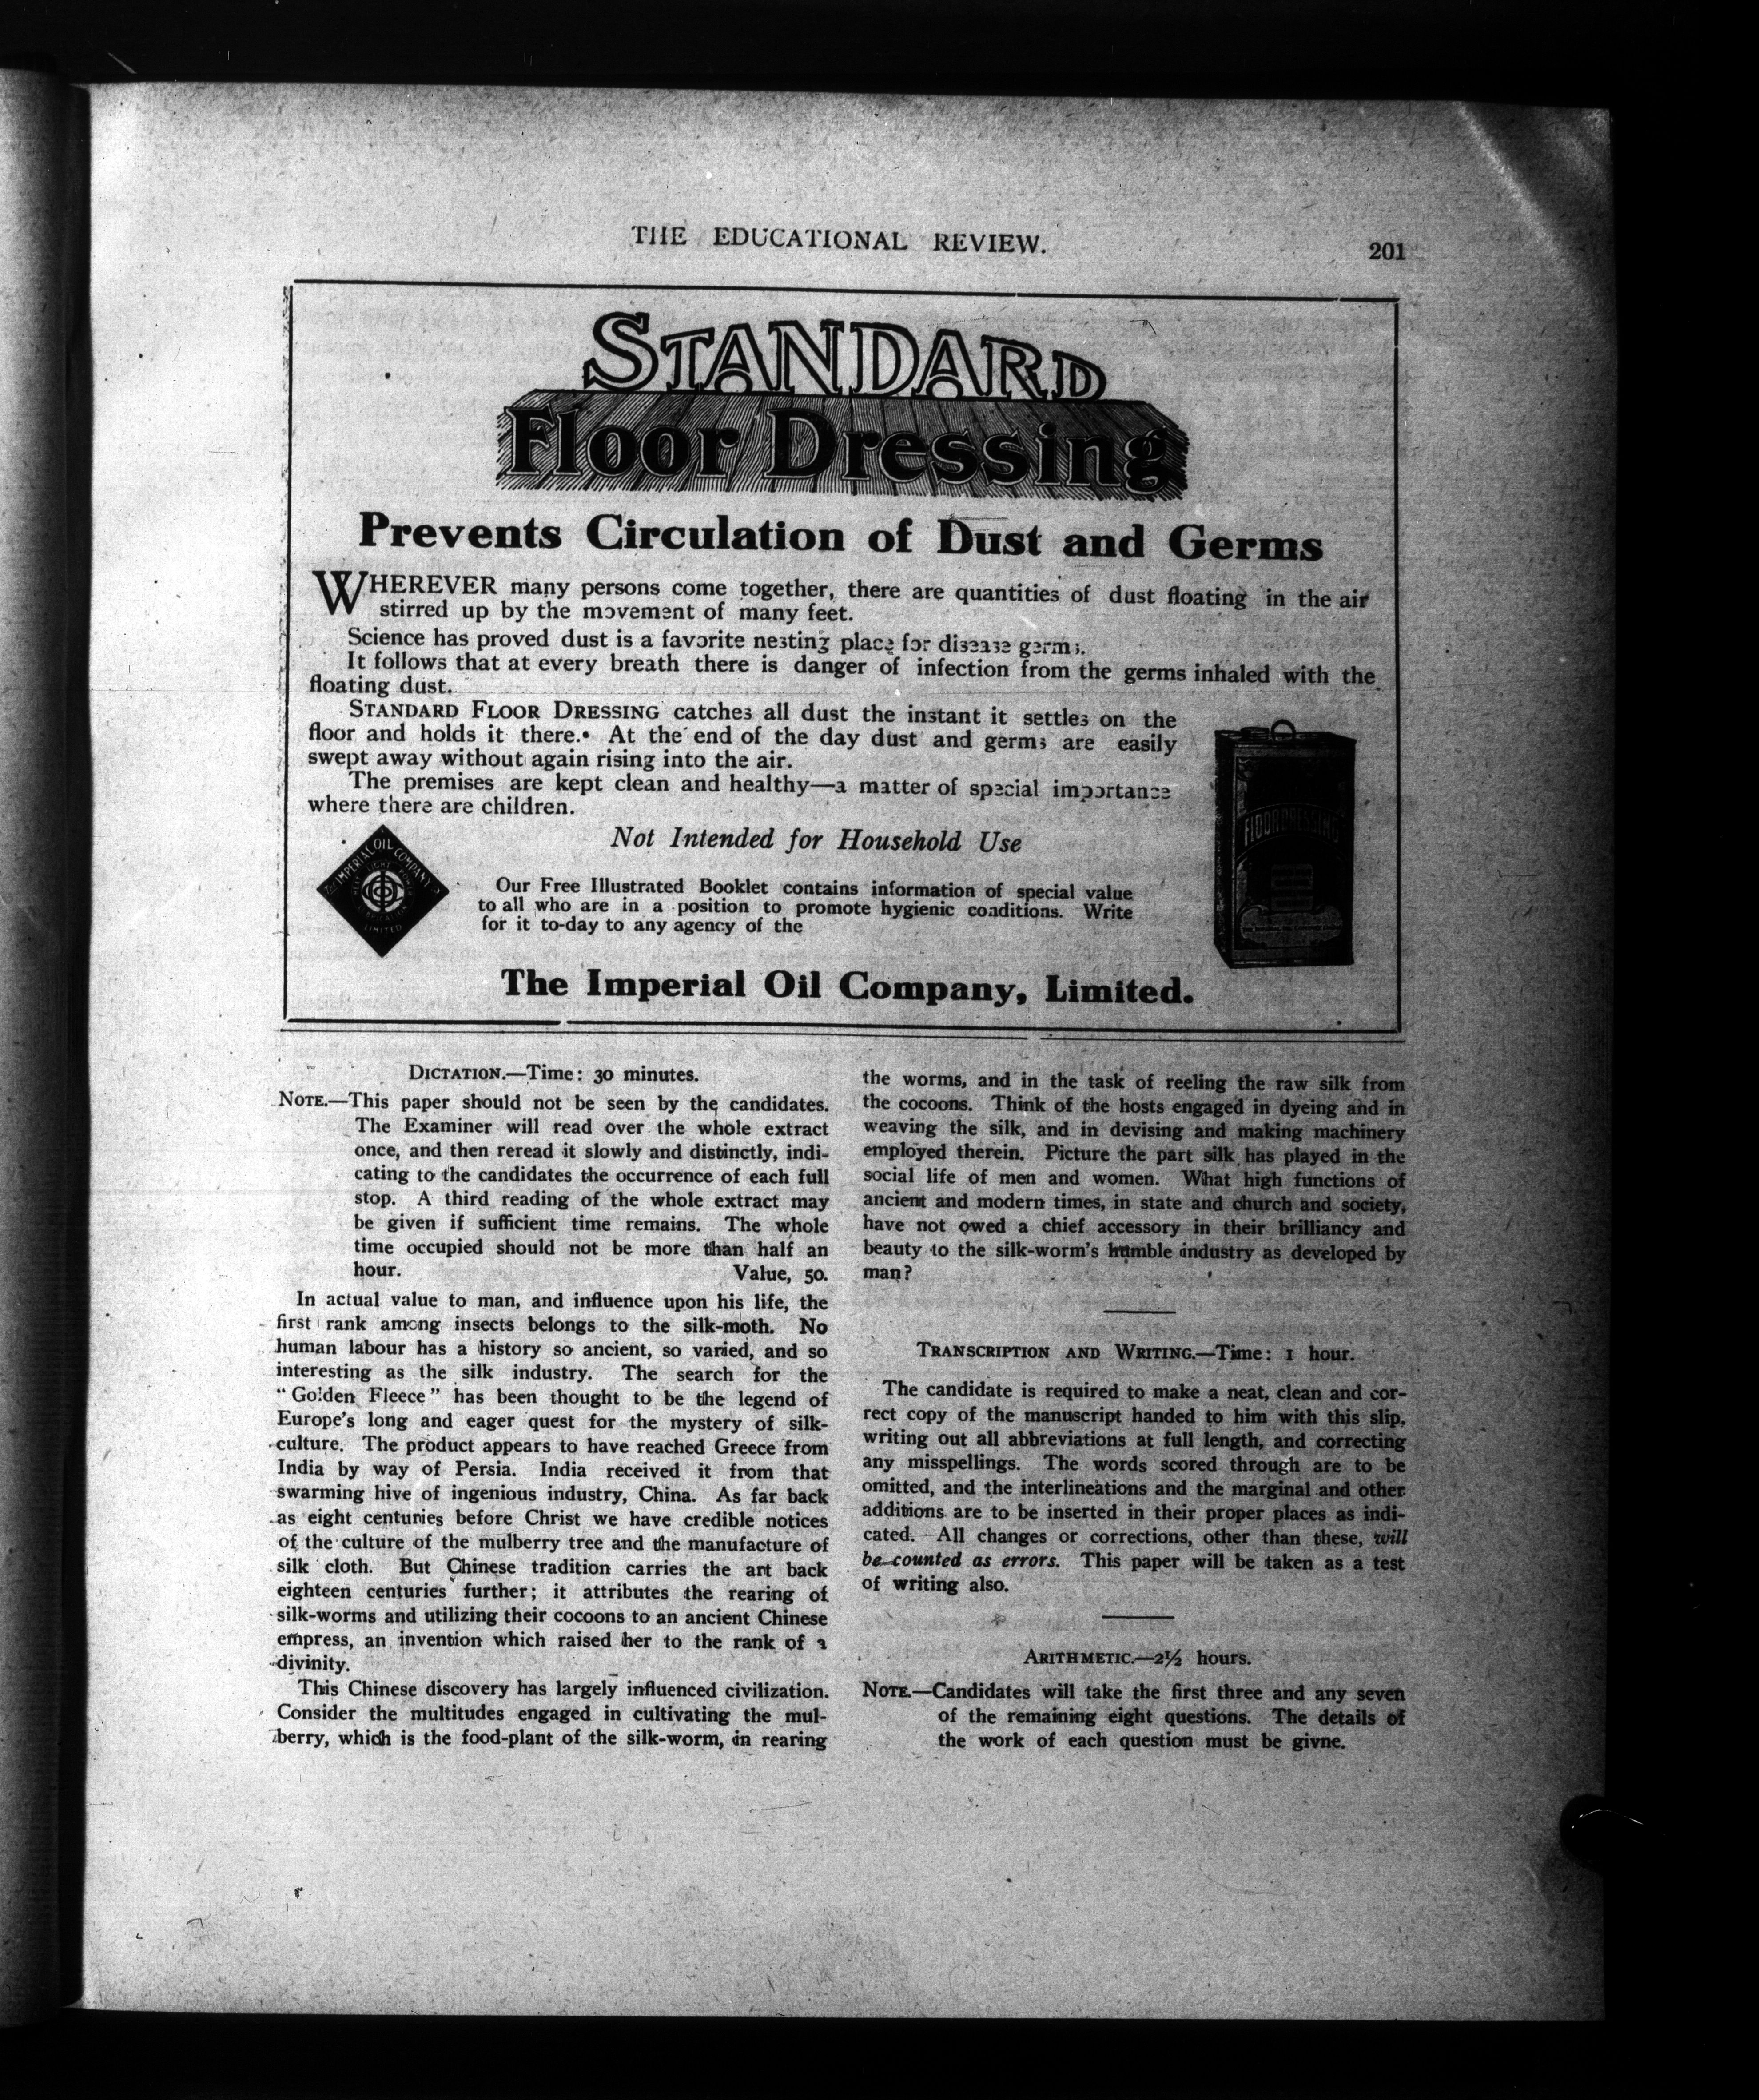 THE EDUCATIONAL REVIEW.
201
STANDARD
Floor Dressing
Prevents Circulation of Dust and Germs
WHEREVER many persons come together, there are quantities of dust floating in the air
stirred up by the movement of many feet.
Science has proved dust is a favorite nesting place for disease germs.
It follows that at every breath there is danger of infection from the germs inhaled with the
floating dust.
STANDARD FLOOR DRESSING catches all dust the instant it settles on the
floor and holds it there. At the end of the day dust and germs are easily
swept away without again rising into the air.
The premises are kept clean and healthy—a matter of special importance
where there are children.
Not Intended for Household Use
The IMPERIAL OIL COMPANY
LIMITED
FLOOR DRESSING
Our Free Illustrated Booklet contains information of special value
to all who are in a position to promote hygienic conditions. Write
for it to-day to any agency of the
The Imperial Oil Company, Limited.
DICTATION.—Time: 30 minutes.
NOTE.—This paper should not be seen by the candidates.
The Examiner will read over the whole extract
once, and then reread it slowly and distinctly, indi-
cating to the candidates the occurrence of each full
stop. A third reading of the whole extract may
be given if sufficient time remains. The whole
time occupied should not be more than half an
hour. Value, 50.
In actual value to man, and influence upon his life, the
first rank among insects belongs to the silk-moth. No
human labour has a history so ancient, so varied, and so
interesting as the silk industry. The search for the
“Golden Fleece” has been thought to be the legend of
Europe's long and eager quest for the mystery of silk-
culture. The product appears to have reached Greece from
India by way of Persia. India received it from that
swarming hive of ingenious industry, China. As far back
as eight centuries before Christ we have credible notices
of the culture of the mulberry tree and the manufacture of
silk cloth. But Chinese tradition carries the art back
eighteen centuries further; it attributes the rearing of
silk-worms and utilizing their cocoons to an ancient Chinese
empress, an invention which raised her to the rank of a
divinity.
This Chinese discovery has largely influenced civilization.
Consider the multitudes engaged in cultivating the mul-
berry, which is the food-plant of the silk-worm, in rearing
the worms, and in the task of reeling the raw silk from
the cocoons. Think of the hosts engaged in dyeing and in
weaving the silk, and in devising and making machinery
employed therein. Picture the part silk has played in the
social life of men and women. What high functions of
ancient and modern times, in state and church and society,
have not owed a chief accessory in their brilliancy and
beauty to the silk-worm's humble industry as developed by
man?
TRANSCRIPTION AND WRITING.—Time: 1 hour.
The candidate is required to make a neat, clean and cor-
rect copy of the manuscript handed to him with this slip,
writing out all abbreviations at full length, and correcting
any misspellings. The words scored through are to be
omitted, and the interlineations and the marginal and other
additions are to be inserted in their proper places as indi-
cated. All changes or corrections, other than these, will
be counted as errors. This paper will be taken as a test
of writing also.
ARITHMETIC.—2½ hours.
NOTE.—Candidates will take the first three and any seven
of the remaining eight questions. The details of
the work of each question must be givne.